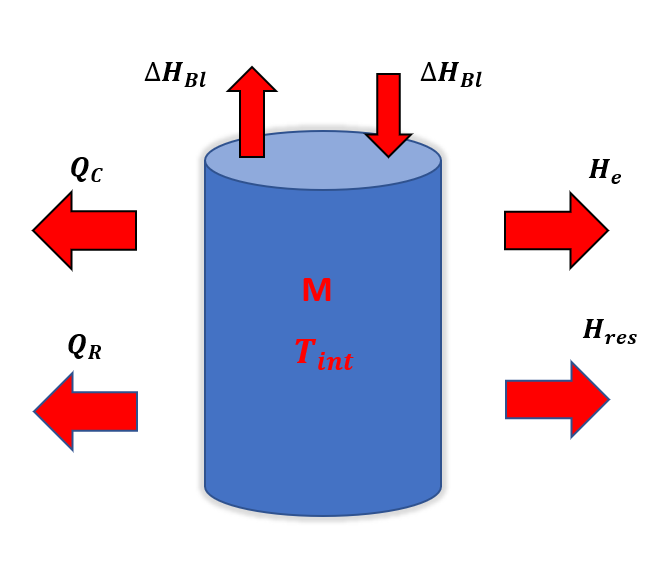 ΔH_Bl ΔH_Bl
Q_C H_e
M
T_int
Q_R H_res